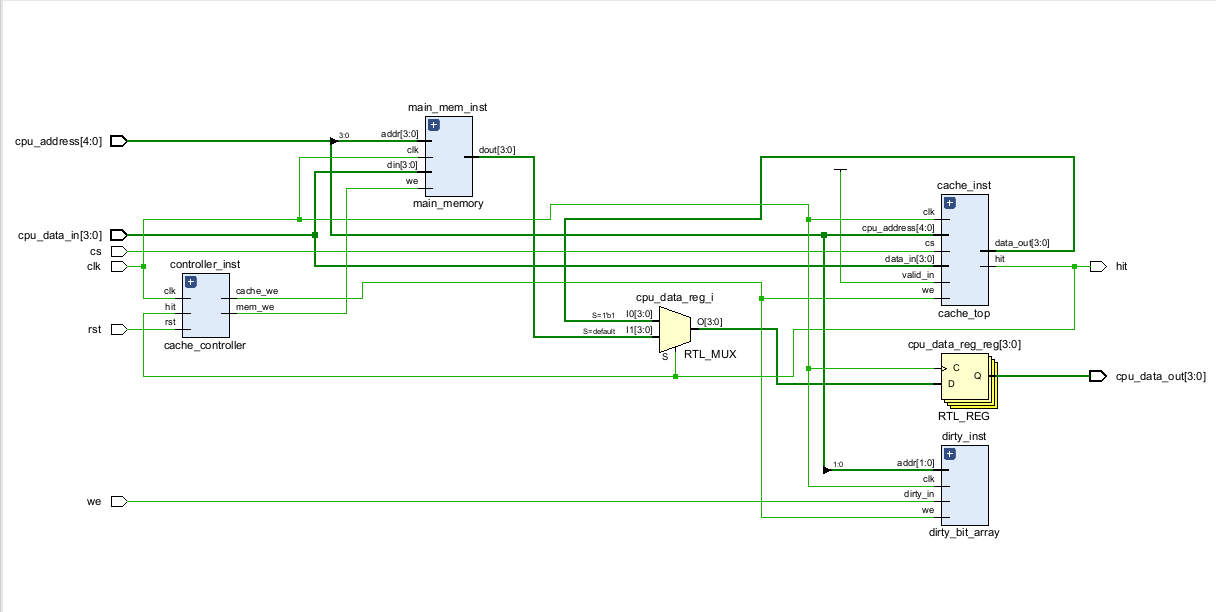 main_mem_inst
cpu_address[4:0]
3:0
addr[3:0]
clk
din[3:0]
we
dout[3:0]
main_memory
cache_inst
clk
cpu_address[4:0]
cs
data_in[3:0]
valid_in
we
data_out[3:0]
hit
cache_top
cpu_data_in[3:0]
cs
clk
hit
controller_inst
clk
hit
rst
cache_we
mem_we
cache_controller
rst
cpu_data_reg_i
S=1'b1
I0[3:0]
S=default
I1[3:0]
O[3:0]
S
RTL_MUX
cpu_data_reg_reg[3:0]
C
D
Q
RTL_REG
cpu_data_out[3:0]
dirty_inst
1:0
addr[1:0]
clk
dirty_in
we
dirty_bit_array
we